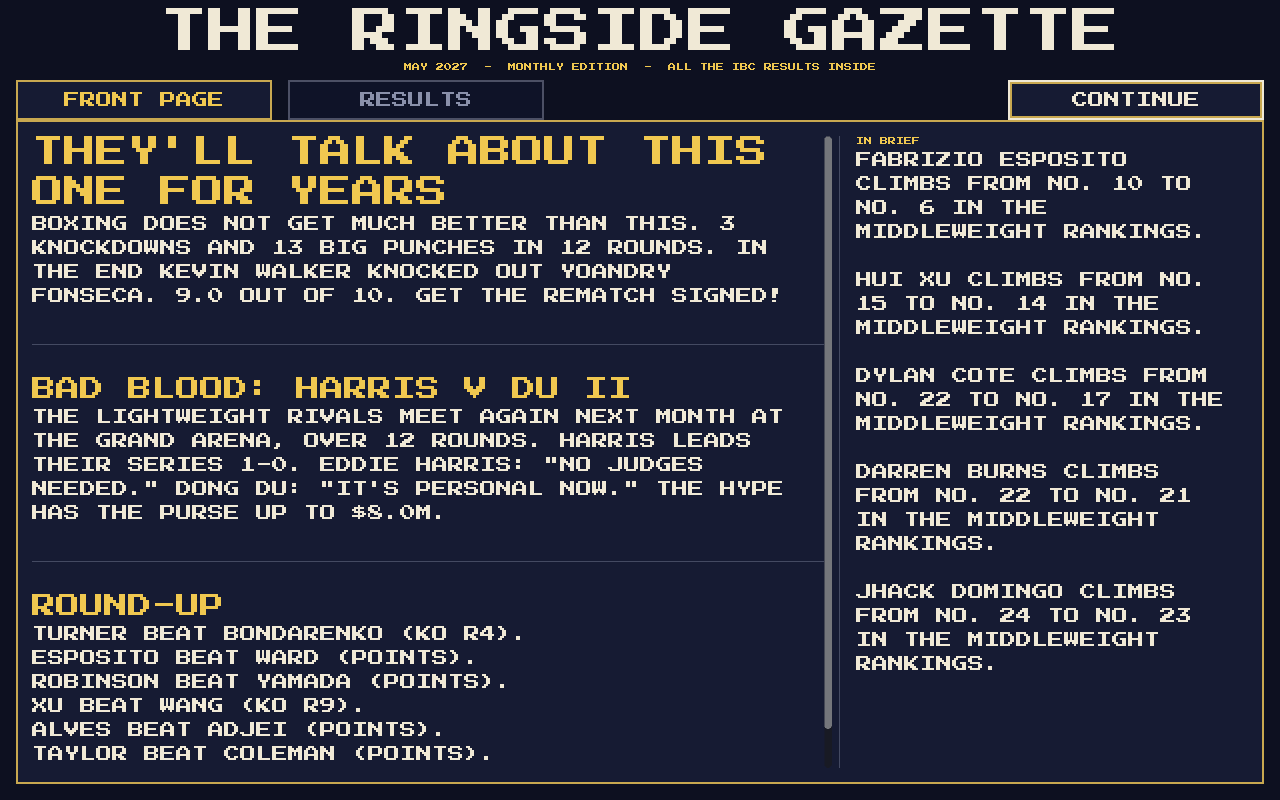 THE RINGSIDE GAZETTE
MAY 2027 - MONTHLY EDITION - ALL THE IBC RESULTS INSIDE
FRONT PAGE
RESULTS
CONTINUE
THEY'LL TALK ABOUT THIS
ONE FOR YEARS
BOXING DOES NOT GET MUCH BETTER THAN THIS. 3
KNOCKDOWNS AND 13 BIG PUNCHES IN 12 ROUNDS. IN
THE END KEVIN WALKER KNOCKED OUT YOANDRY
FONSECA. 9.0 OUT OF 10. GET THE REMATCH SIGNED!
BAD BLOOD: HARRIS V DU II
THE LIGHTWEIGHT RIVALS MEET AGAIN NEXT MONTH AT
THE GRAND ARENA, OVER 12 ROUNDS. HARRIS LEADS
THEIR SERIES 1-0. EDDIE HARRIS: "NO JUDGES
NEEDED." DONG DU: "IT'S PERSONAL NOW." THE HYPE
HAS THE PURSE UP TO $8.0M.
ROUND-UP
TURNER BEAT BONDARENKO (KO R4).
ESPOSITO BEAT WARD (POINTS).
ROBINSON BEAT YAMADA (POINTS).
XU BEAT WANG (KO R9).
ALVES BEAT ADJEI (POINTS).
TAYLOR BEAT COLEMAN (POINTS).
IN BRIEF
FABRIZIO ESPOSITO
CLIMBS FROM NO. 10 TO
NO. 6 IN THE
MIDDLEWEIGHT RANKINGS.
HUI XU CLIMBS FROM NO.
15 TO NO. 14 IN THE
MIDDLEWEIGHT RANKINGS.
DYLAN COTE CLIMBS FROM
NO. 22 TO NO. 17 IN THE
MIDDLEWEIGHT RANKINGS.
DARREN BURNS CLIMBS
FROM NO. 22 TO NO. 21
IN THE MIDDLEWEIGHT
RANKINGS.
JHACK DOMINGO CLIMBS
FROM NO. 24 TO NO. 23
IN THE MIDDLEWEIGHT
RANKINGS.